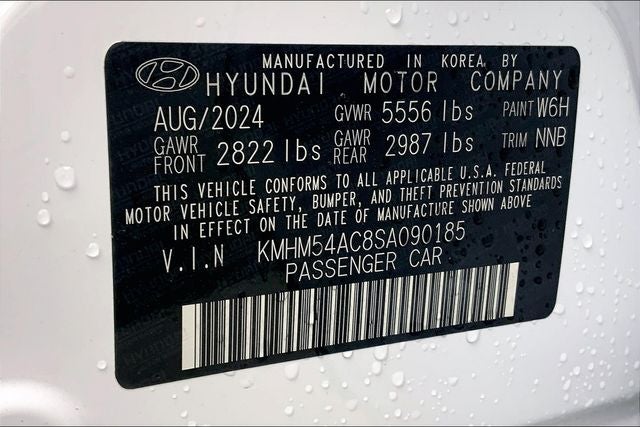 MANUFACTURED IN KOREA BY
HYUNDAI MOTOR COMPANY
AUG/2024 GVWR 5556 lbs PAINT W6H
GAWR FRONT 2822 lbs GAWR REAR 2987 lbs TRIM NNB
THIS VEHICLE CONFORMS TO ALL APPLICABLE U.S.A. FEDERAL
MOTOR VEHICLE SAFETY, BUMPER, AND THEFT PREVENTION STANDARDS
IN EFFECT ON THE DATE OF MANUFACTURE SHOWN ABOVE
V.I.N KMHM54AC8SA090185
PASSENGER CAR